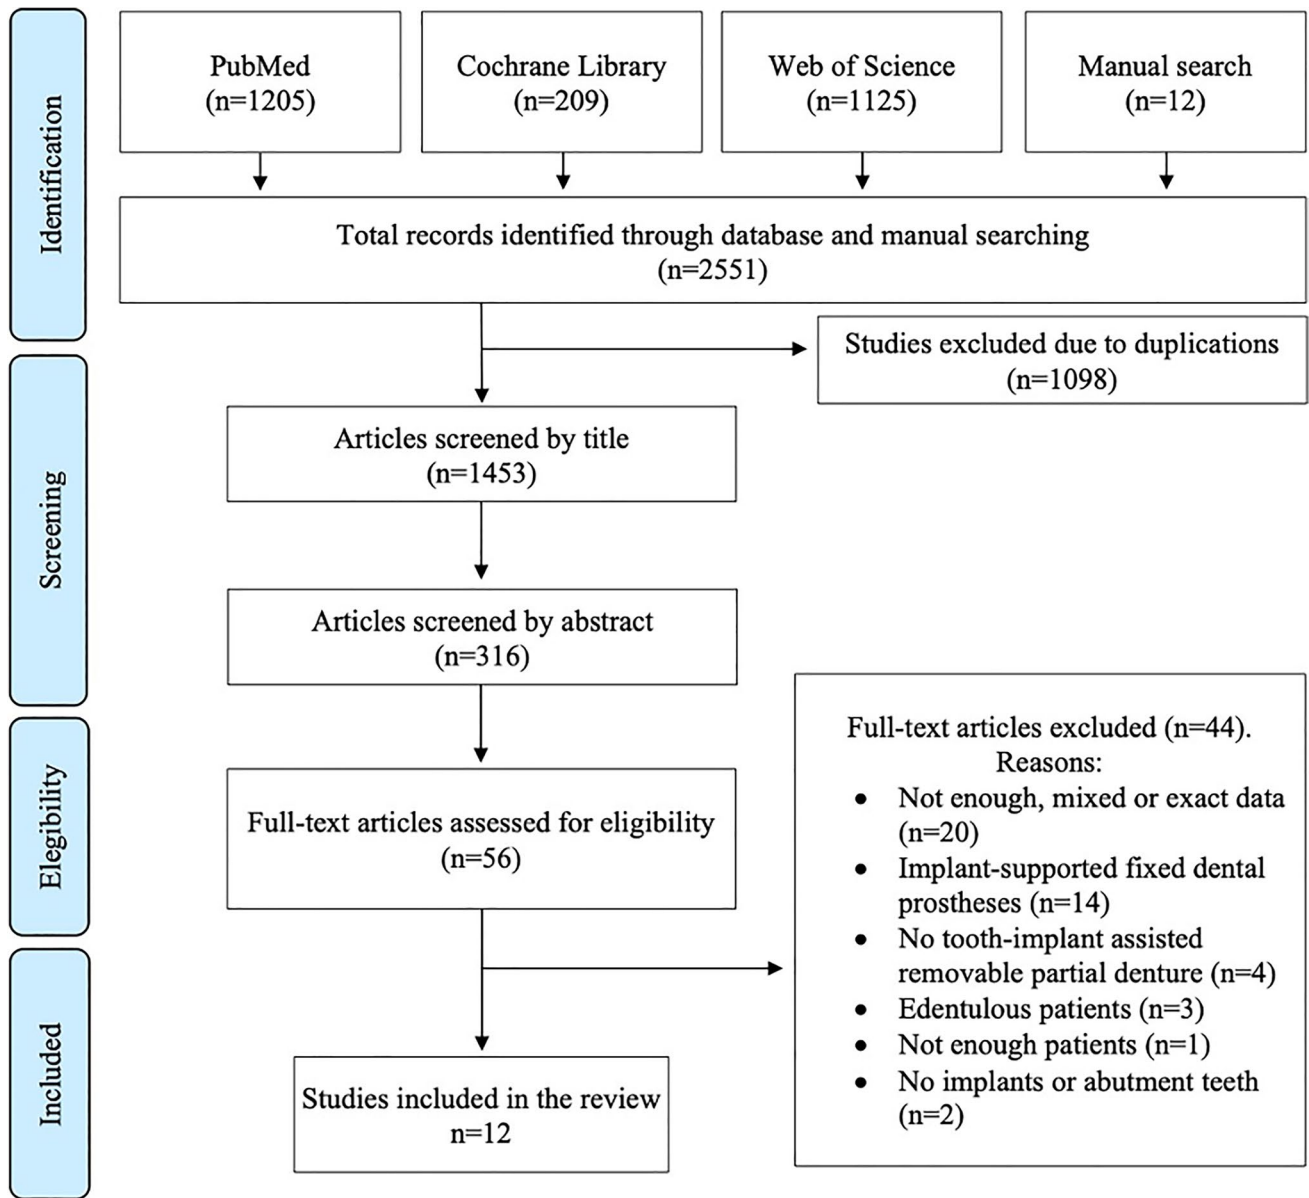 Identification
PubMed
(n=1205)
Cochrane Library
(n=209)
Web of Science
(n=1125)
Manual search
(n=12)
Total records identified through database and manual searching
(n=2551)
Studies excluded due to duplications
(n=1098)
Screening
Articles screened by title
(n=1453)
Articles screened by abstract
(n=316)
Elegibility
Full-text articles assessed for eligibility
(n=56)
Full-text articles excluded (n=44).
Reasons:
• Not enough, mixed or exact data
(n=20)
• Implant-supported fixed dental
prostheses (n=14)
• No tooth-implant assisted
removable partial denture (n=4)
• Edentulous patients (n=3)
• Not enough patients (n=1)
• No implants or abutment teeth
(n=2)
Included
Studies included in the review
n=12